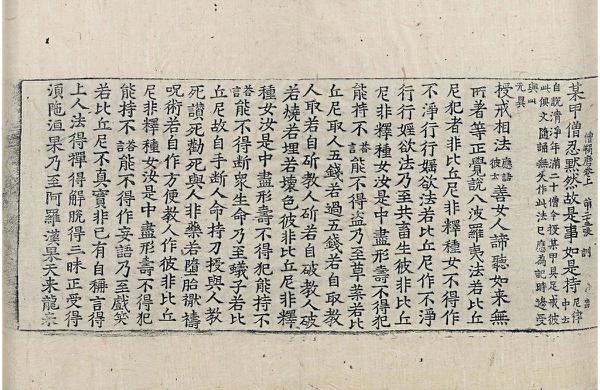 某甲僧忍默然故是事如是持
授戒相法應語彼士善女人諦聽如來無
所著等正覺說八波羅夷法若比丘
尼犯者非比丘尼非釋種女不得作
不淨行行婬欲法若比丘尼作不淨
行行婬欲法乃至共畜生彼非比丘
尼非釋種女汝是中盡形壽不得犯
能持不答言能不得盜乃至草葉若比
丘尼取人五錢若過五錢若自取教
人取若自斫教人斫若自破教人破
若燒若埋若壞色彼非比丘尼非釋
種女汝是中盡形壽不得犯能持不
答言能不得斷衆生命乃至蟻子若比
丘尼故自手斷人命持刀授與人教
死讚死勸死與人非藥若墮胎禳禱
呪術若自作方便教人作彼非比丘
尼非釋種女汝是中盡形壽不得犯
能持不答言能不得作妄語乃至戲笑
若比丘尼不真實非已有自稱言得
上人法得禪得解脫得三昧正受得
須陁洹果乃至阿羅漢果天來龍來